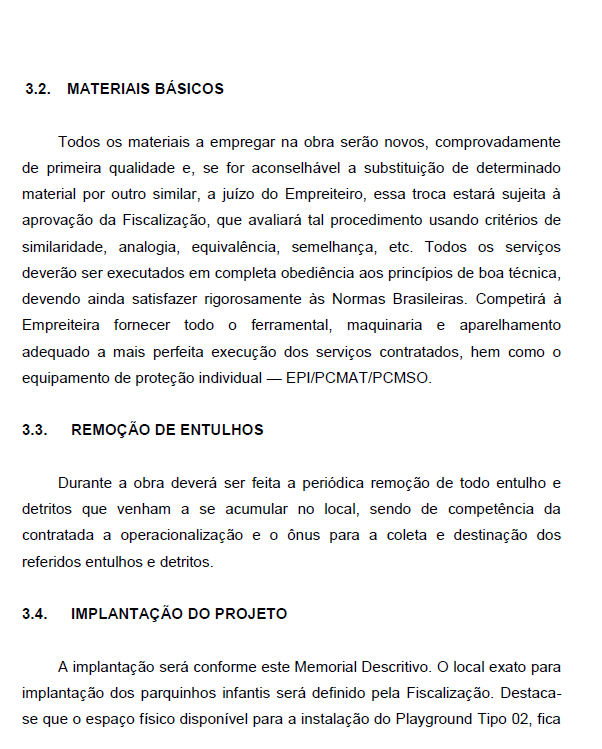 3.2. MATERIAIS BÁSICOS
Todos os materiais a empregar na obra serão novos, comprovadamente
de primeira qualidade e, se for aconselhável a substituição de determinado
material por outro similar, a juízo do Empreiteiro, essa troca estará sujeita à
aprovação da Fiscalização, que avaliará tal procedimento usando critérios de
similaridade, analogia, equivalência, semelhança, etc. Todos os serviços
deverão ser executados em completa obediência aos princípios de boa técnica,
devendo ainda satisfazer rigorosamente às Normas Brasileiras. Competirá à
Empreiteira fornecer todo o ferramental, maquinaria e aparelhamento
adequado a mais perfeita execução dos serviços contratados, hem como o
equipamento de proteção individual — EPI/PCMAT/PCMSO.
3.3. REMOÇÃO DE ENTULHOS
Durante a obra deverá ser feita a periódica remoção de todo entulho e
detritos que venham a se acumular no local, sendo de competência da
contratada a operacionalização e o ônus para a coleta e destinação dos
referidos entulhos e detritos.
3.4. IMPLANTAÇÃO DO PROJETO
A implantação será conforme este Memorial Descritivo. O local exato para
implantação dos parquinhos infantis será definido pela Fiscalização. Destaca-
se que o espaço físico disponível para a instalação do Playground Tipo 02, fica